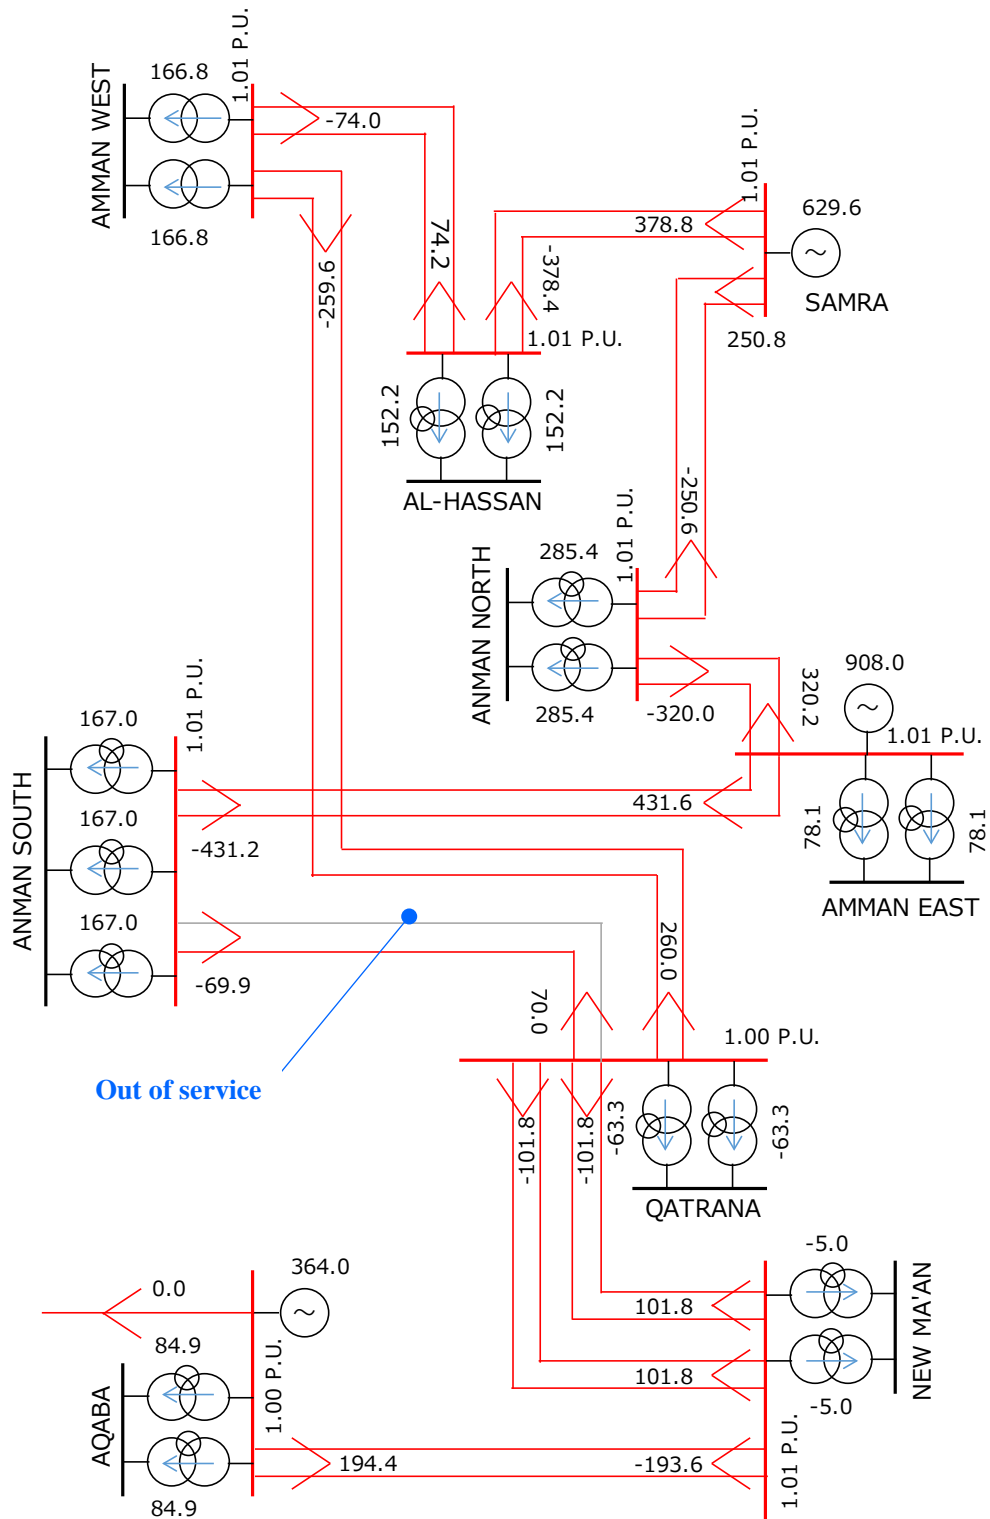 166.8
1.01 P.U.
AMMAN WEST
-74.0
166.8
-259.6
74.2
-378.4
1.01 P.U.
378.8
629.6
~
SAMRA
250.8
1.01 P.U.
152.2
152.2
AL-HASSAN
-250.6
1.01 P.U.
285.4
ANMAN NORTH
285.4
-320.0
320.2
908.0
~
1.01 P.U.
1.01 P.U.
167.0
ANMAN SOUTH
167.0
-431.2
431.6
78.1
78.1
AMMAN EAST
167.0
-69.9
260.0
70.0
1.00 P.U.
Out of service
-101.8
-101.8
-63.3
-63.3
QATRANA
-5.0
0.0
364.0
~
101.8
NEW MA'AN
84.9
1.00 P.U.
101.8
-5.0
AQABA
194.4
-193.6
1.01 P.U.
84.9